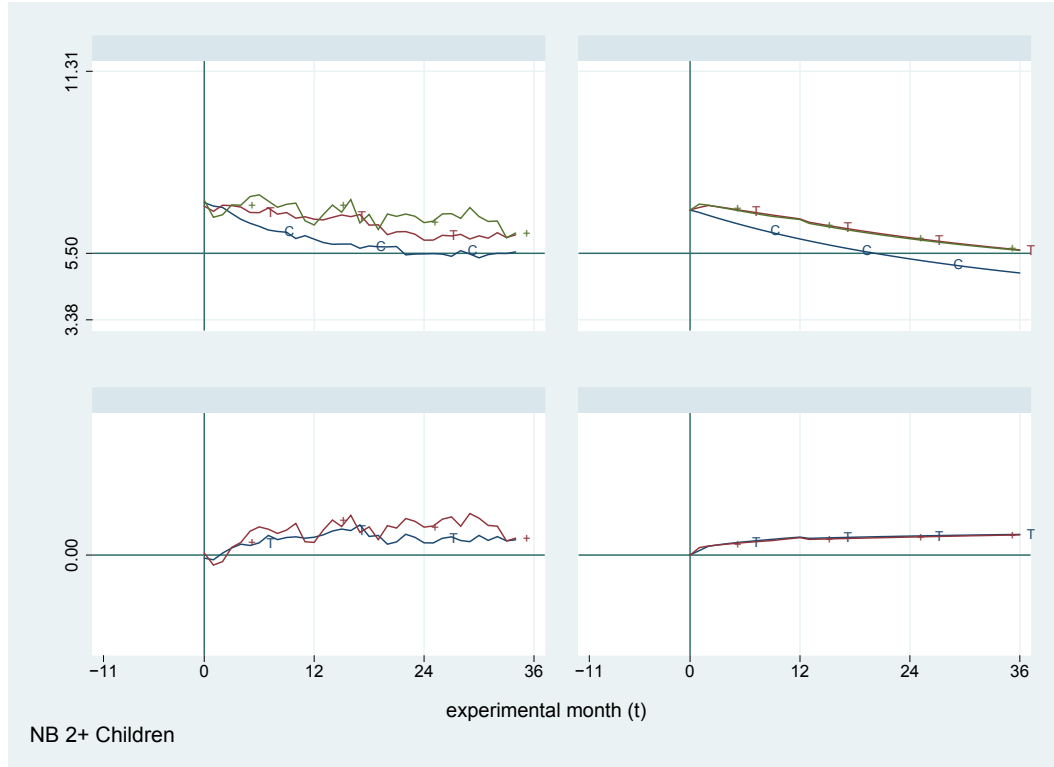 11.31
5.50
3.38
C
C
C
T
T
T
+
+
+
+
C
C
C
T
T
T
T
+
+
+
+
0.00
T
T
T
+
+
+
+
T
T
T
T
+
+
+
+
−11 0 12 24 36
−11 0 12 24 36
experimental month (t)
NB 2+ Children